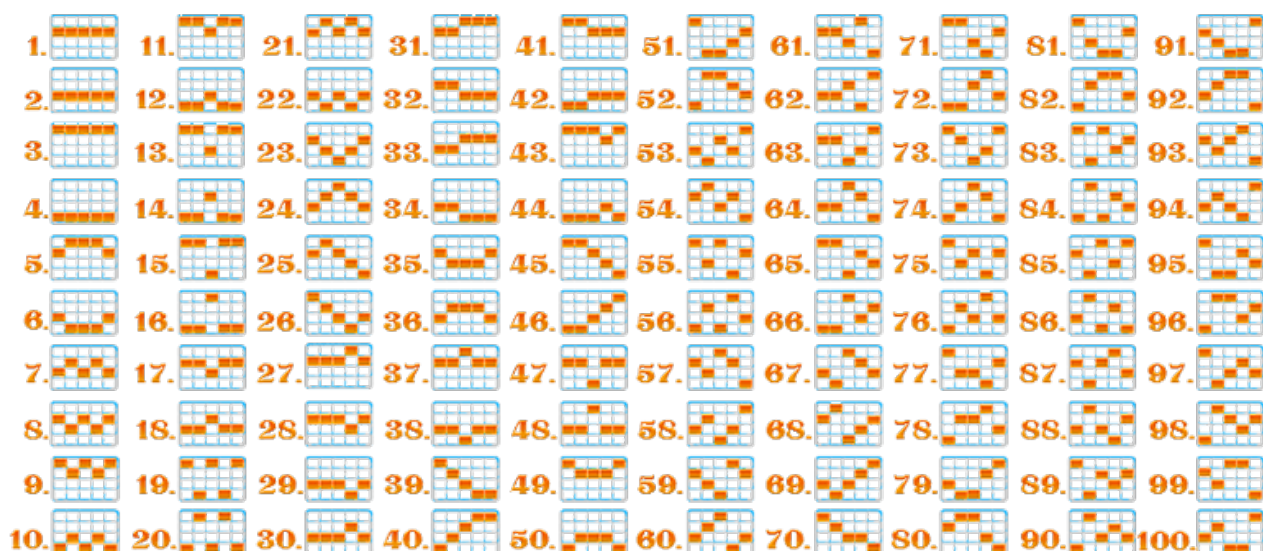 1. 11. 21. 31. 41. 51. 61. 71. 81. 91.
2. 12. 22. 32. 42. 52. 62. 72. 82. 92.
3. 13. 23. 33. 43. 53. 63. 73. 83. 93.
4. 14. 24. 34. 44. 54. 64. 74. 84. 94.
5. 15. 25. 35. 45. 55. 65. 75. 85. 95.
6. 16. 26. 36. 46. 56. 66. 76. 86. 96.
7. 17. 27. 37. 47. 57. 67. 77. 87. 97.
8. 18. 28. 38. 48. 58. 68. 78. 88. 98.
9. 19. 29. 39. 49. 59. 69. 79. 89. 99.
10. 20. 30. 40. 50. 60. 70. 80. 90. 100.